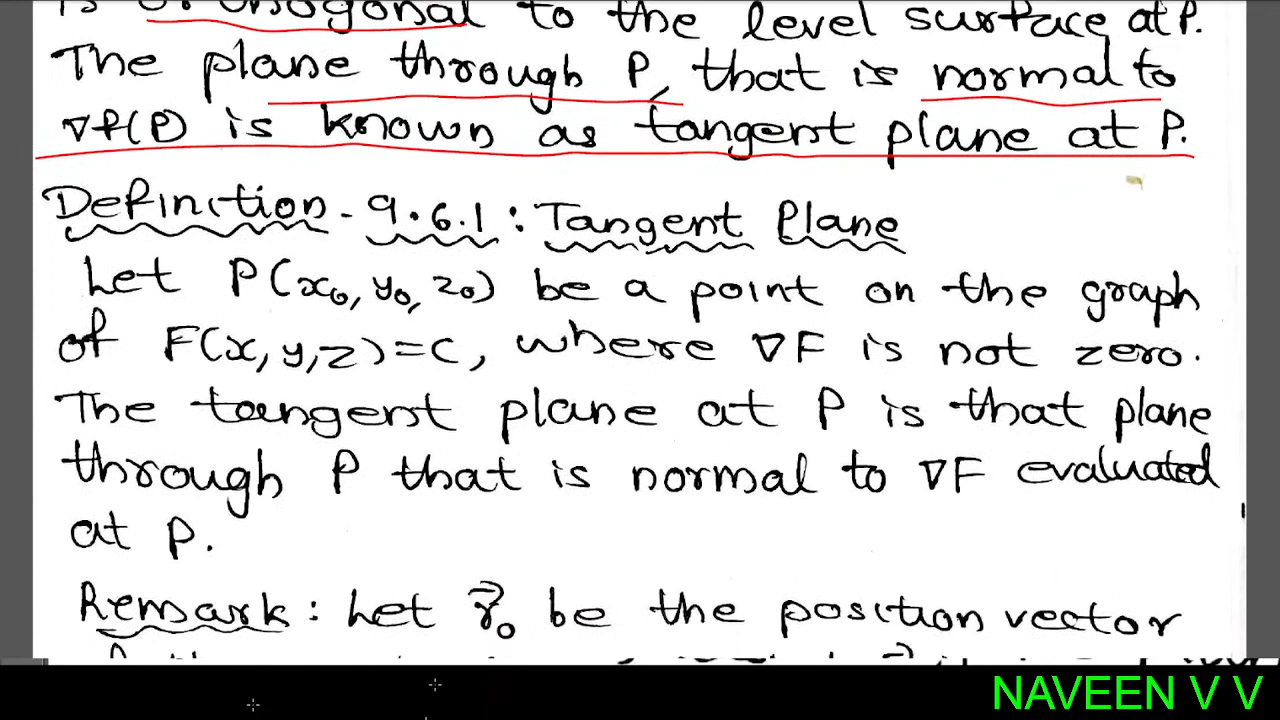 is orthogonal to the level surface at P.
The plane through P, that is normal to
∇f(P) is known as tangent plane at P.
Definition - 9.6.1 : Tangent Plane
Let P(x₀, y₀, z₀) be a point on the graph
of F(x, y, z) = C, where ∇F is not zero.
The tangent plane at P is that plane
through P that is normal to ∇F evaluated
at P.
Remark : Let r⃗₀ be the position vector
NAVEEN V V